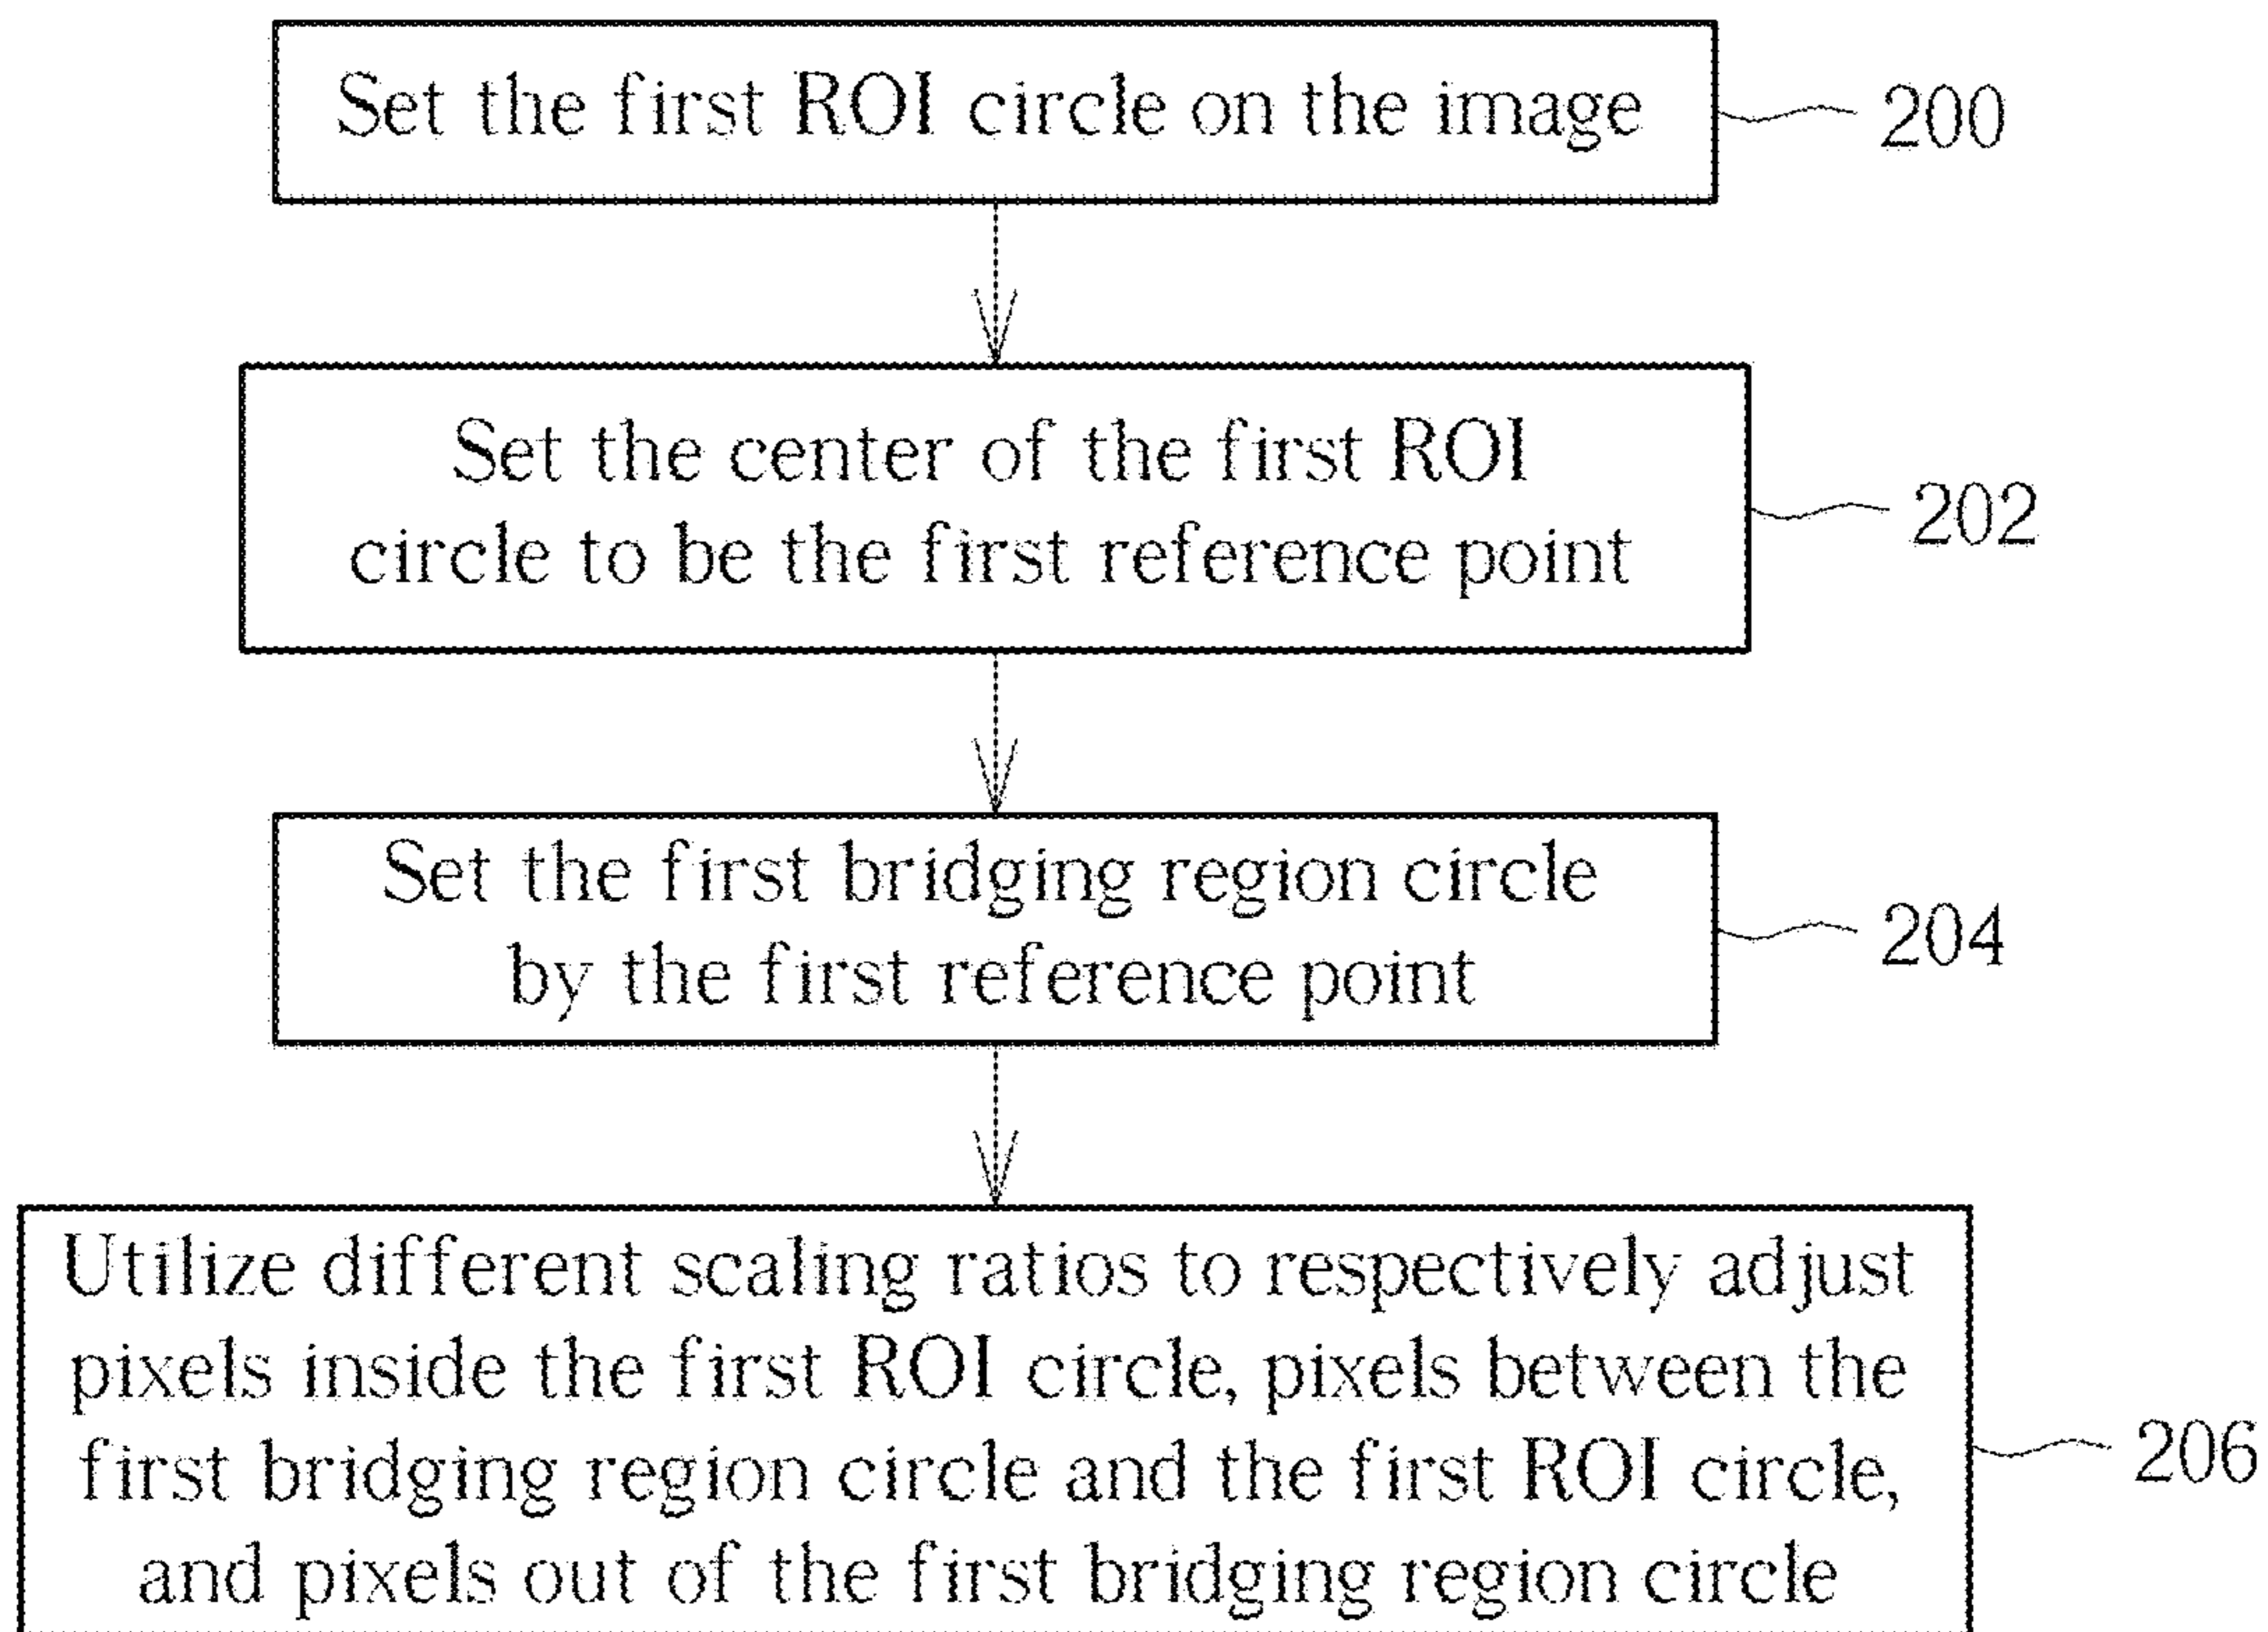 Set the first ROI circle on the image
200
Set the center of the first ROI
circle to be the first reference point
202
Set the first bridging region circle
by the first reference point
204
Utilize different scaling ratios to respectively adjust
pixels inside the first ROI circle, pixels between the
first bridging region circle and the first ROI circle,
and pixels out of the first bridging region circle
206